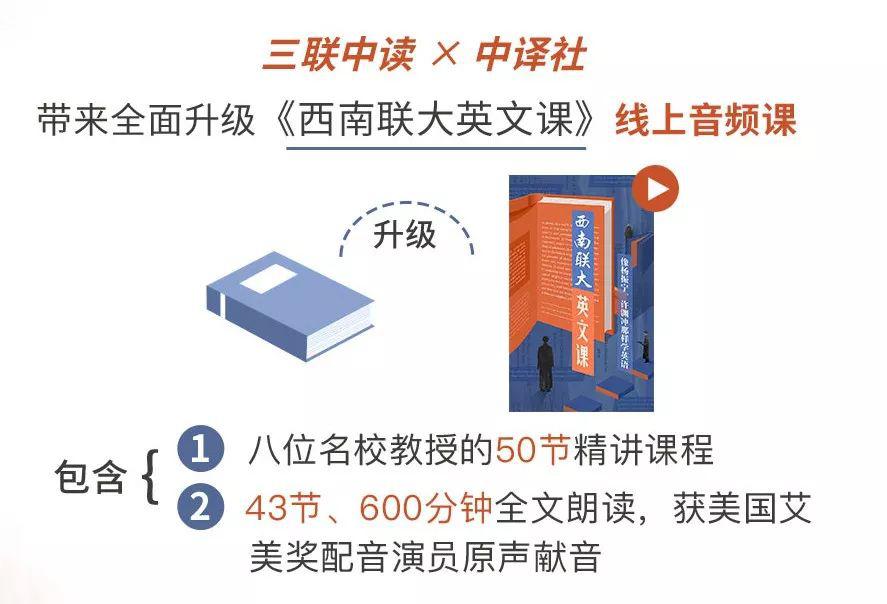 三联中读 × 中译社
带来全面升级《西南联大英文课》线上音频课
升级
西南联大英文课
像杨振宁、许渊冲那样学英语
包含
1 八位名校教授的50节精讲课程
2 43节、600分钟全文朗读，获美国艾
美奖配音演员原声献音